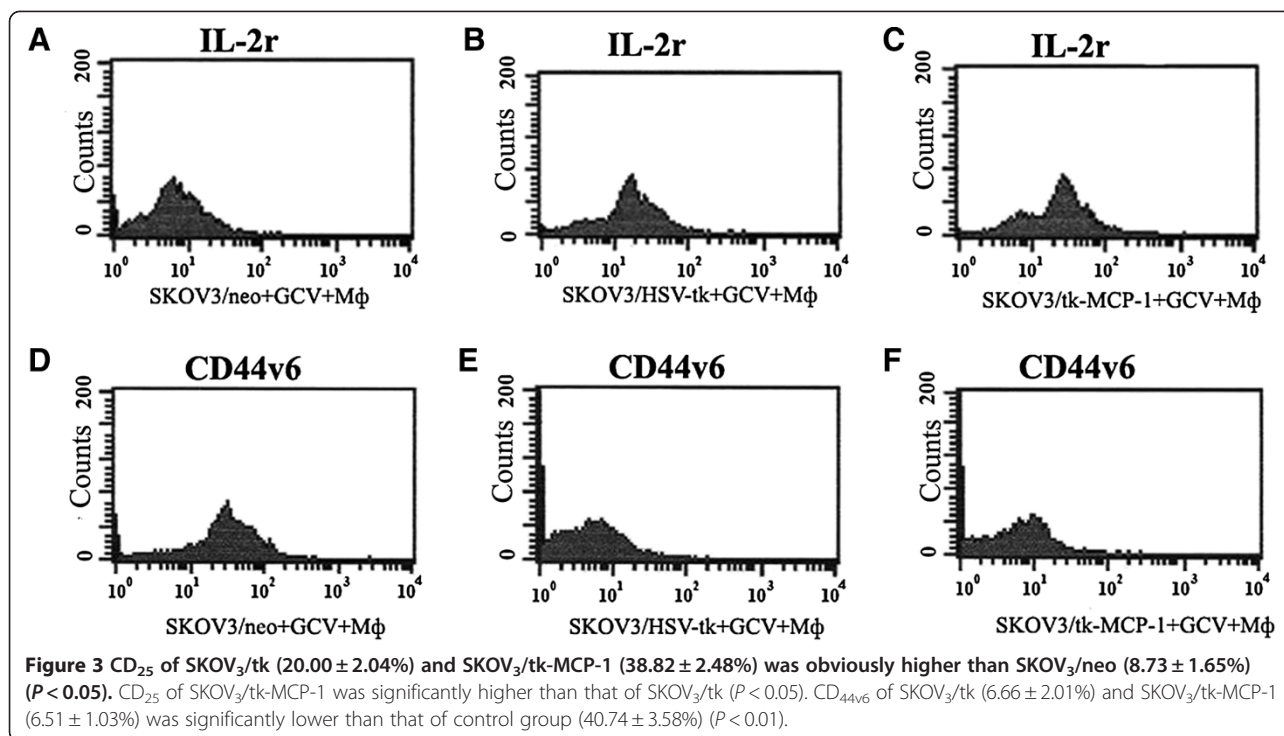 A IL-2r
B IL-2r
C IL-2r
200
Counts
0
10⁰ 10¹ 10² 10³ 10⁴
SKOV3/neo+GCV+Mϕ
200
Counts
0
10⁰ 10¹ 10² 10³ 10⁴
SKOV3/HSV-tk+GCV+Mϕ
200
Counts
0
10⁰ 10¹ 10² 10³ 10⁴
SKOV3/tk-MCP-1+GCV+Mϕ
D CD44v6
E CD44v6
F CD44v6
200
Counts
0
10⁰ 10¹ 10² 10³ 10⁴
SKOV3/neo+GCV+Mϕ
200
Counts
0
10⁰ 10¹ 10² 10³ 10⁴
SKOV3/HSV-tk+GCV+Mϕ
200
Counts
0
10⁰ 10¹ 10² 10³ 10⁴
SKOV3/tk-MCP-1+GCV+Mϕ
Figure 3 CD₂₅ of SKOV₃/tk (20.00 ± 2.04%) and SKOV₃/tk-MCP-1 (38.82 ± 2.48%) was obviously higher than SKOV₃/neo (8.73 ± 1.65%)
(P < 0.05). CD₂₅ of SKOV₃/tk-MCP-1 was significantly higher than that of SKOV₃/tk (P < 0.05). CD₄₄ᵥ₆ of SKOV₃/tk (6.66 ± 2.01%) and SKOV₃/tk-MCP-1
(6.51 ± 1.03%) was significantly lower than that of control group (40.74 ± 3.58%) (P < 0.01).